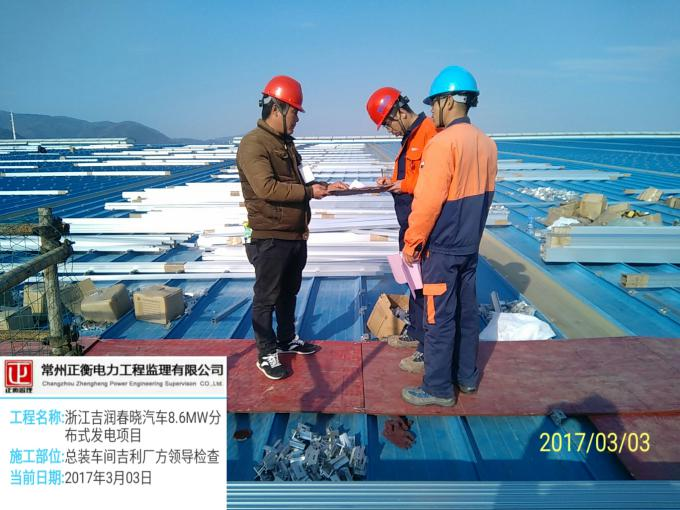 正衡监理
常州正衡电力工程监理有限公司
Changzhou Zhengheng Power Engineering Supervison CO.,Ltd.
工程名称:浙江吉润春晓汽车8.6MW分
布式发电项目
施工部位:总装车间吉利厂方领导检查
当前日期:2017年3月03日
2017/03/03